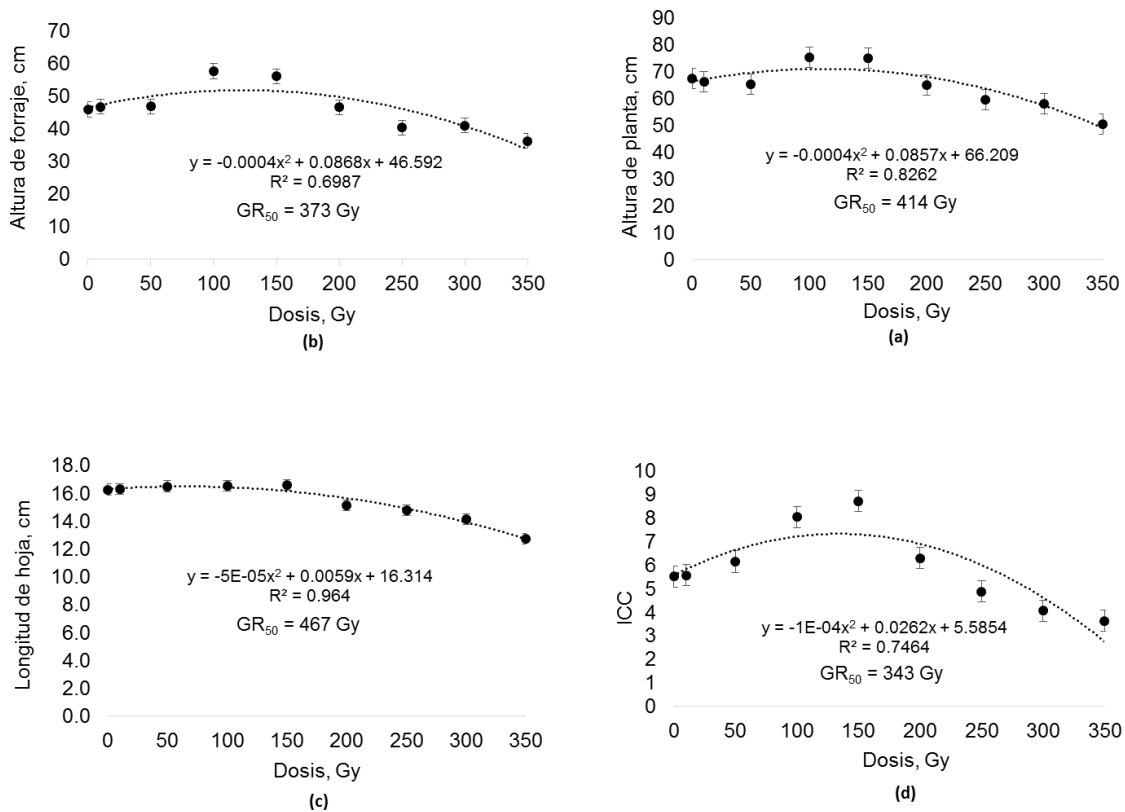 Altura de forraje, cm
70
60
50
40
30
20
10
0
y = -0.0004x² + 0.0868x + 46.592
R² = 0.6987
GR₅₀ = 373 Gy
0 50 100 150 200 250 300 350
Dosis, Gy
(b)
Altura de planta, cm
90
80
70
60
50
40
30
20
10
0
y = -0.0004x² + 0.0857x + 66.209
R² = 0.8262
GR₅₀ = 414 Gy
0 50 100 150 200 250 300 350
Dosis, Gy
(a)
Longitud de hoja, cm
18.0
16.0
14.0
12.0
10.0
8.0
6.0
4.0
2.0
0.0
y = -5E-05x² + 0.0059x + 16.314
R² = 0.964
GR₅₀ = 467 Gy
0 50 100 150 200 250 300 350
Dosis, Gy
(c)
ICC
10
9
8
7
6
5
4
3
2
1
0
y = -1E-04x² + 0.0262x + 5.5854
R² = 0.7464
GR₅₀ = 343 Gy
0 50 100 150 200 250 300 350
Dosis, Gy
(d)